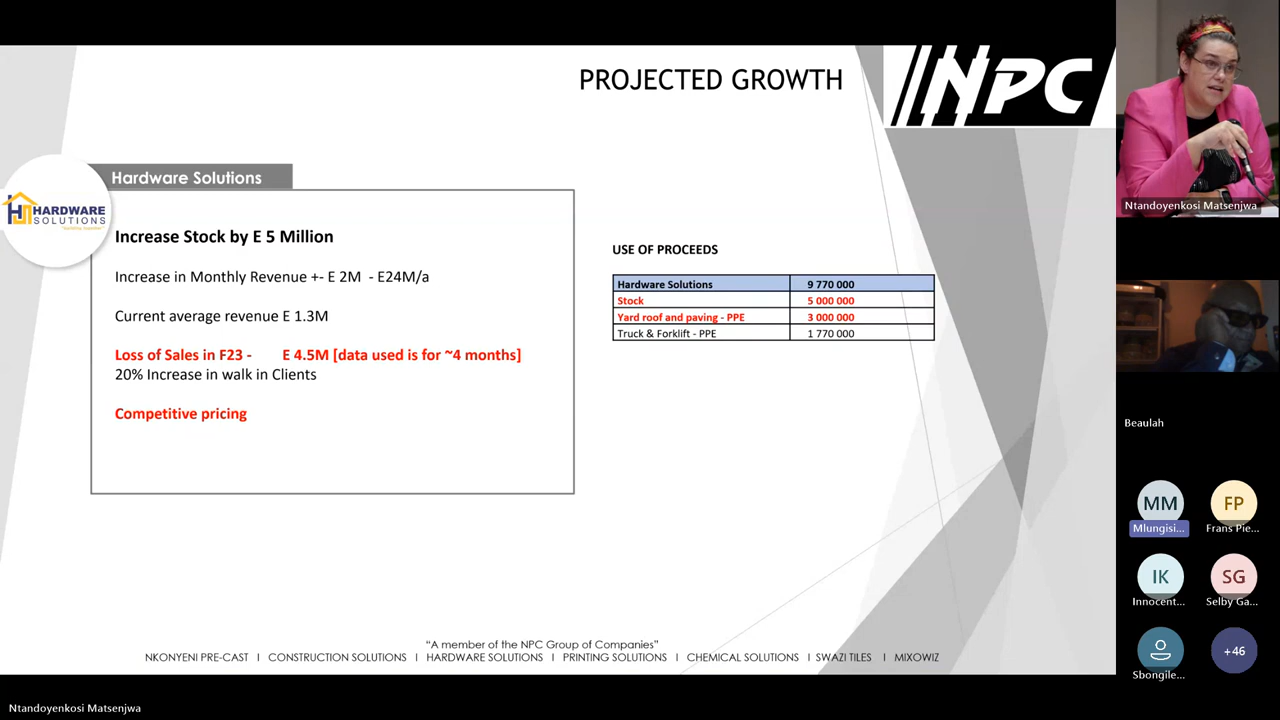 PROJECTED GROWTH
NPC
Hardware Solutions
HARDWARE
SOLUTIONS
Increase Stock by E 5 Million
Increase in Monthly Revenue +- E 2M - E24M/a
Current average revenue E 1.3M
Loss of Sales in F23 - E 4.5M [data used is for ~4 months]
20% Increase in walk in Clients
Competitive pricing
USE OF PROCEEDS
Hardware Solutions 9 770 000
Stock 5 000 000
Yard roof and paving - PPE 3 000 000
Truck & Forklift - PPE 1 770 000
“A member of the NPC Group of Companies”
NKONYENI PRE-CAST I CONSTRUCTION SOLUTIONS I HARDWARE SOLUTIONS I PRINTING SOLUTIONS I CHEMICAL SOLUTIONS I SWAZI TILES I MIXOWIZ
Ntandoyenkosi Matsenjwa
Beaulah
MM FP
Mlungisi... Frans Pie...
IK SG
Innocent... Selby Ga...
+46
Sbongile...
Ntandoyenkosi Matsenjwa